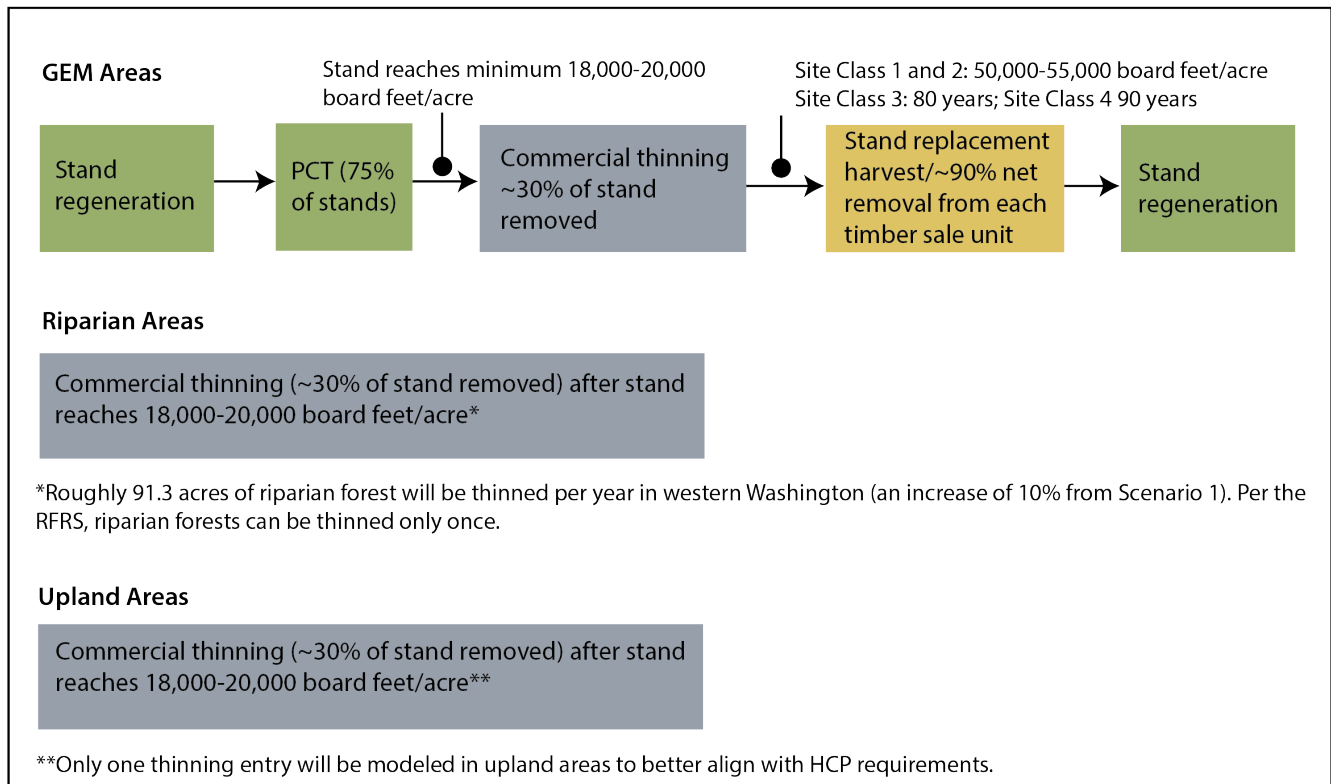 GEM Areas
Stand reaches minimum 18,000-20,000
board feet/acre
Site Class 1 and 2: 50,000-55,000 board feet/acre
Site Class 3: 80 years; Site Class 4 90 years
Stand
regeneration
PCT (75%
of stands)
Commercial thinning
~30% of stand
removed
Stand replacement
harvest/~90% net
removal from each
timber sale unit
Stand
regeneration
Riparian Areas
Commercial thinning (~30% of stand removed) after stand
reaches 18,000-20,000 board feet/acre*
*Roughly 91.3 acres of riparian forest will be thinned per year in western Washington (an increase of 10% from Scenario 1). Per the
RFRS, riparian forests can be thinned only once.
Upland Areas
Commercial thinning (~30% of stand removed) after stand
reaches 18,000-20,000 board feet/acre**
**Only one thinning entry will be modeled in upland areas to better align with HCP requirements.